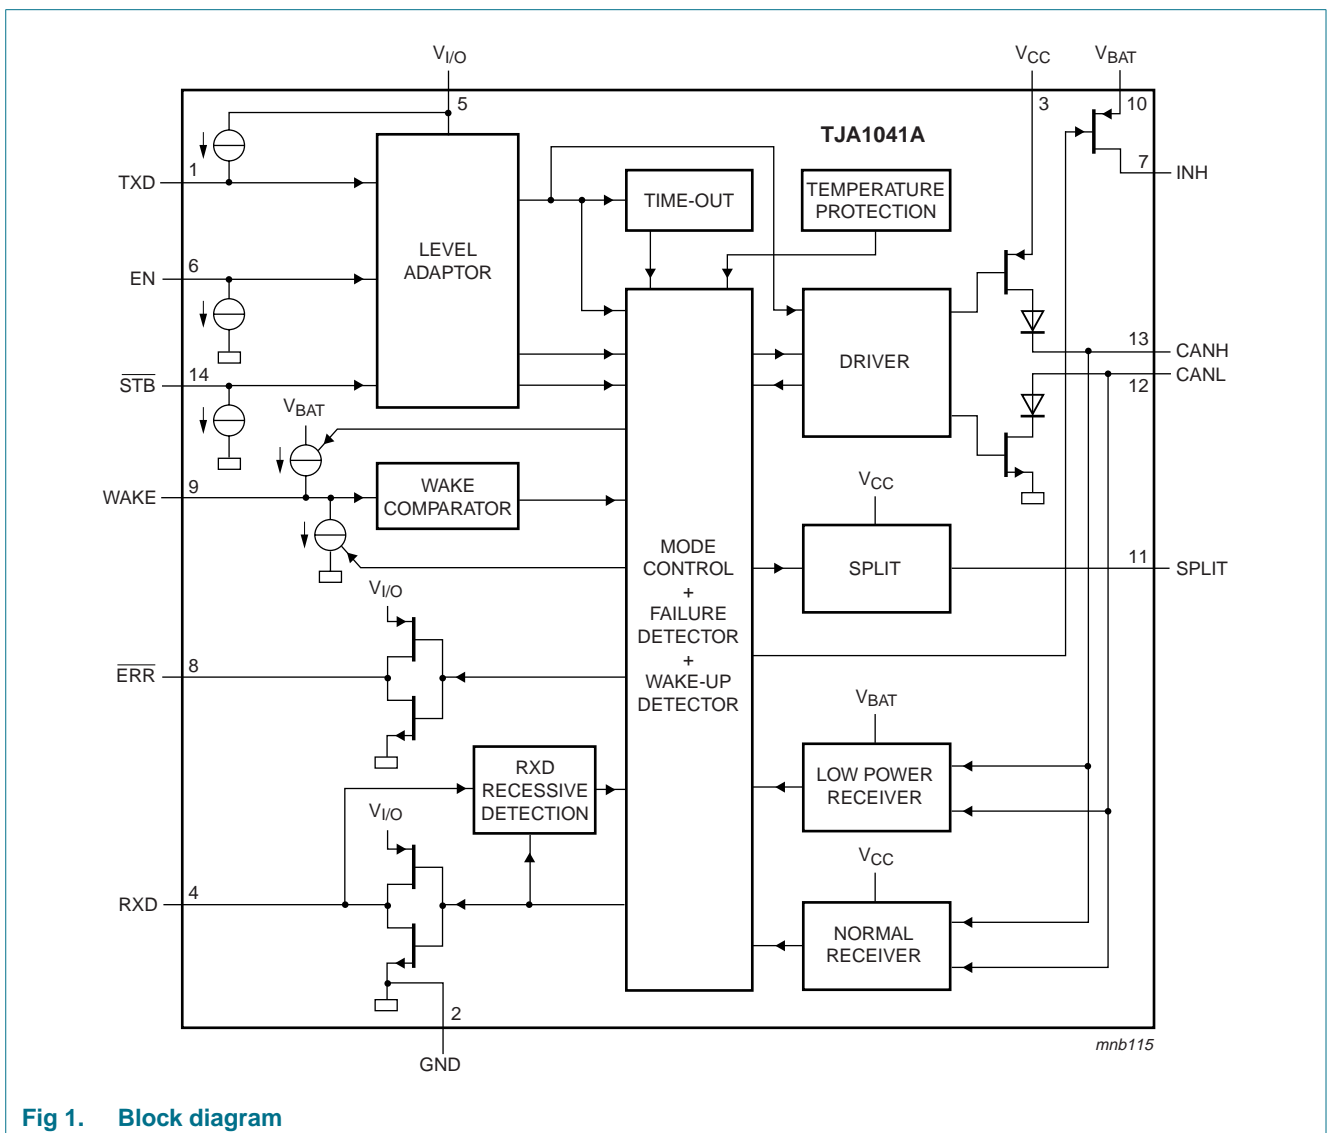 VI/O
VCC
VBAT
5
3
10
TJA1041A
1
TXD
7
INH
TIME-OUT
TEMPERATURE
PROTECTION
LEVEL
ADAPTOR
6
EN
13
CANH
DRIVER
14
STB
CANL
12
VBAT
9
WAKE
WAKE
COMPARATOR
VCC
MODE
CONTROL
+
FAILURE
DETECTOR
+
WAKE-UP
DETECTOR
SPLIT
11
SPLIT
VI/O
8
ERR
VBAT
LOW POWER
RECEIVER
RXD
RECESSIVE
DETECTION
VI/O
VCC
4
RXD
NORMAL
RECEIVER
2
GND
mnb115
Fig 1. Block diagram